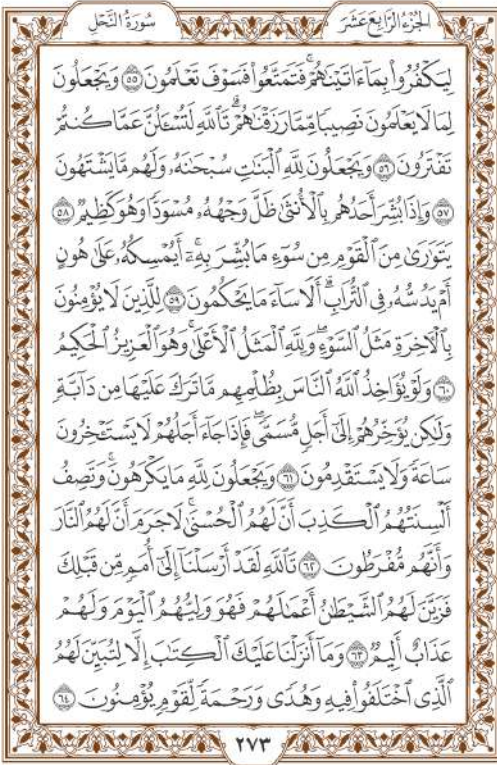 الجزء الرابع عشر
سورة النحل
لِيَكْفُرُوا۟ بِمَآ ءَاتَيْنَٰهُمْ ۚ فَتَمَتَّعُوا۟ فَسَوْفَ تَعْلَمُونَ ٥٥ وَيَجْعَلُونَ
لِمَا لَا يَعْلَمُونَ نَصِيبًا مِّمَّا رَزَقْنَٰهُمْ ۗ تَٱللَّهِ لَتُسْـَٔلُنَّ عَمَّا كُنتُمْ
تَفْتَرُونَ ٥٦ وَيَجْعَلُونَ لِلَّهِ ٱلْبَنَٰتِ سُبْحَٰنَهُۥ وَلَهُم مَّا يَشْتَهُونَ
٥٧ وَإِذَا بُشِّرَ أَحَدُهُم بِٱلْأُنثَىٰ ظَلَّ وَجْهُهُۥ مُسْوَدًّا وَهُوَ كَظِيمٌ ٥٨
يَتَوَٰرَىٰ مِنَ ٱلْقَوْمِ مِن سُوٓءِ مَا بُشِّرَ بِهِۦٓ ۚ أَيُمْسِكُهُۥ عَلَىٰ هُونٍ
أَمْ يَدُسُّهُۥ فِى ٱلتُّرَابِ ۗ أَلَا سَآءَ مَا يَحْكُمُونَ ٥٩ لِلَّذِينَ لَا يُؤْمِنُونَ
بِٱلْءَاخِرَةِ مَثَلُ ٱلسَّوْءِ ۖ وَلِلَّهِ ٱلْمَثَلُ ٱلْأَعْلَىٰ ۚ وَهُوَ ٱلْعَزِيزُ ٱلْحَكِيمُ
٦٠ وَلَوْ يُؤَاخِذُ ٱللَّهُ ٱلنَّاسَ بِظُلْمِهِم مَّا تَرَكَ عَلَيْهَا مِن دَآبَّةٍ
وَلَٰكِن يُؤَخِّرُهُمْ إِلَىٰٓ أَجَلٍ مُّسَمًّى ۖ فَإِذَا جَآءَ أَجَلُهُمْ لَا يَسْتَـْٔخِرُونَ
سَاعَةً وَلَا يَسْتَقْدِمُونَ ٦١ وَيَجْعَلُونَ لِلَّهِ مَا يَكْرَهُونَ ۚ وَتَصِفُ
أَلْسِنَتُهُمُ ٱلْكَذِبَ أَنَّ لَهُمُ ٱلْحُسْنَىٰ ۖ لَا جَرَمَ أَنَّ لَهُمُ ٱلنَّارَ
وَأَنَّهُم مُّفْرَطُونَ ٦٢ تَٱللَّهِ لَقَدْ أَرْسَلْنَآ إِلَىٰٓ أُمَمٍ مِّن قَبْلِكَ
فَزَيَّنَ لَهُمُ ٱلشَّيْطَٰنُ أَعْمَٰلَهُمْ فَهُوَ وَلِيُّهُمُ ٱلْيَوْمَ وَلَهُمْ
عَذَابٌ أَلِيمٌ ٦٣ وَمَآ أَنزَلْنَا عَلَيْكَ ٱلْكِتَٰبَ إِلَّا لِتُبَيِّنَ لَهُمُ
ٱلَّذِى ٱخْتَلَفُوا۟ فِيهِ وَهُدًى وَرَحْمَةً لِّقَوْمٍ يُؤْمِنُونَ ٦٤
٢٧٣